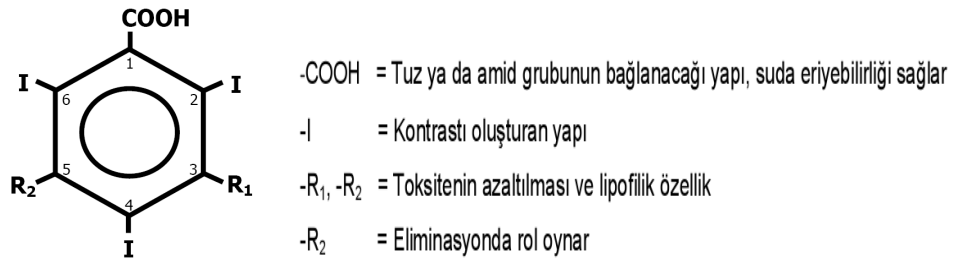 COOH
1
I
6
2
I
R₂
5
3
R₁
4
I
-COOH = Tuz ya da amid grubunun bağlanacağı yapı, suda eriyebilirliği sağlar
-I = Kontrastı oluşturan yapı
-R₁, -R₂ = Toksitenin azaltılması ve lipofilik özellik
-R₂ = Eliminasyonda rol oynar